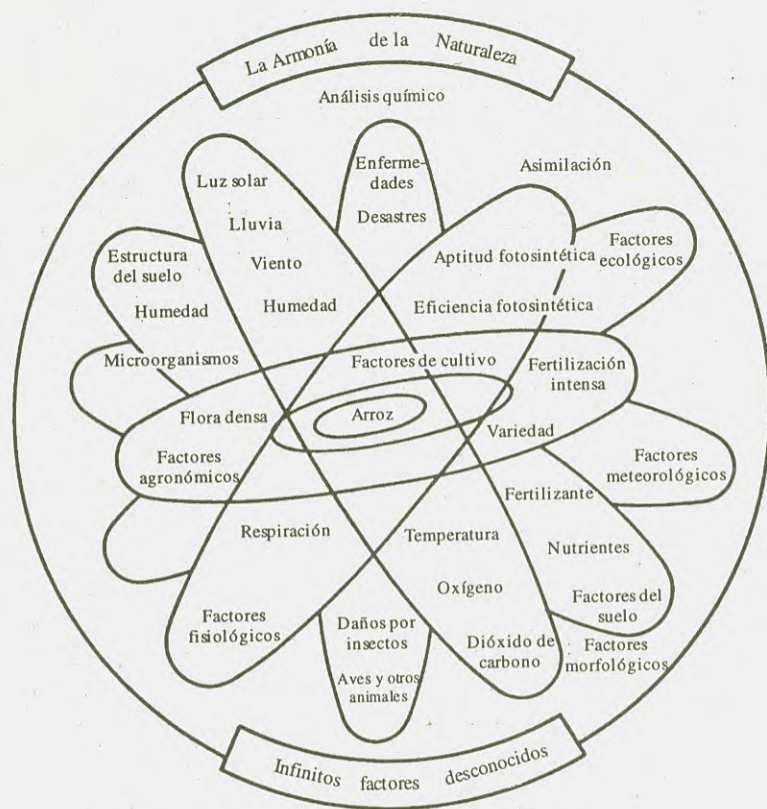 La Armonía de la Naturaleza
Análisis químico
Enferme-
dades
Desastres
Asimilación
Luz solar
Lluvia
Viento
Humedad
Estructura
del suelo
Humedad
Microorganismos
Aptitud fotosintética
Eficiencia fotosintética
Factores
ecológicos
Factores de cultivo
Arroz
Fertilización
intensa
Variedad
Flora densa
Factores
agronómicos
Factores
meteorológicos
Respiración
Temperatura
Oxígeno
Dióxido de
carbono
Fertilizante
Nutrientes
Factores del
suelo
Factores
morfológicos
Factores
fisiológicos
Daños por
insectos
Aves y otros
animales
Infinitos factores desconocidos